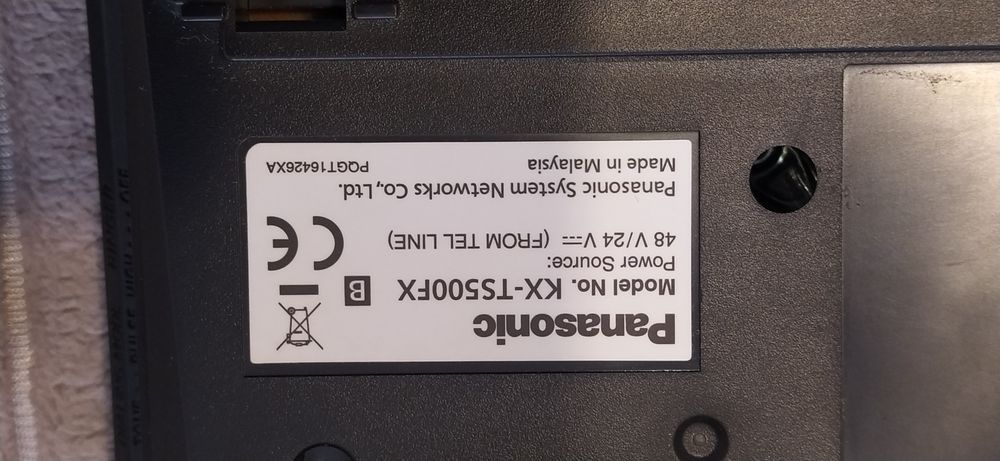 Panasonic
Model No. KX-TS500FX B
Power Source:
48 V/24 V ⎓ (FROM TEL LINE)
CE
Panasonic System Networks Co., Ltd.
Made in Malaysia PQGT16426XA